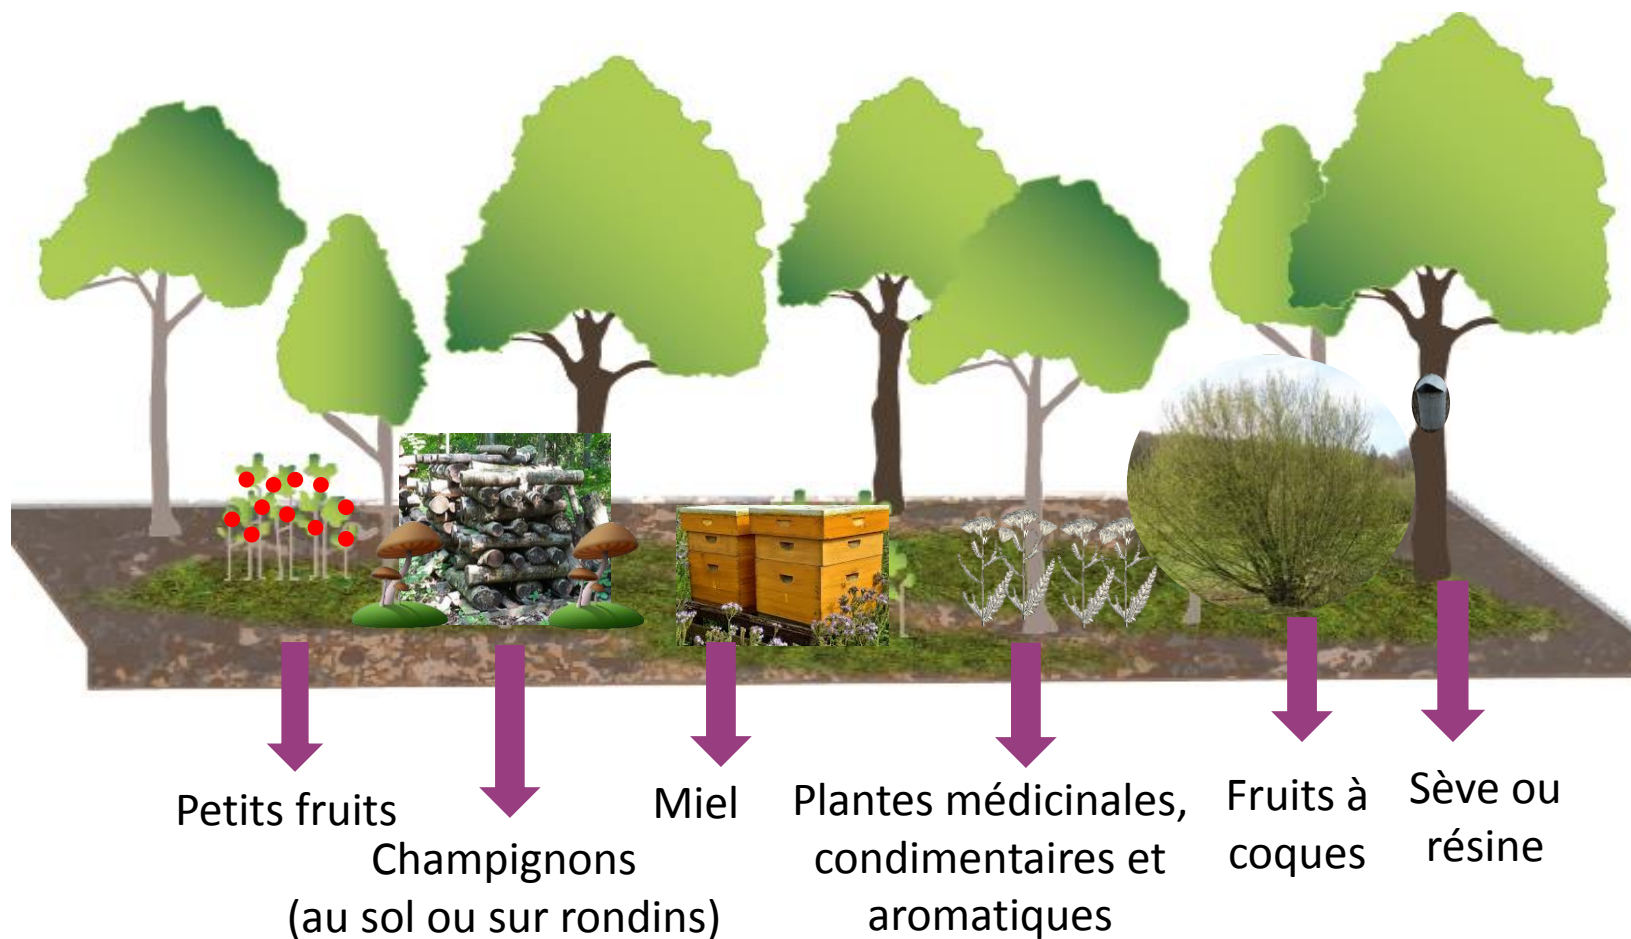 Petits fruits
Champignons
(au sol ou sur rondins)
Miel
Plantes médicinales,
condimentaires et
aromatiques
Fruits à
coques
Sève ou
résine